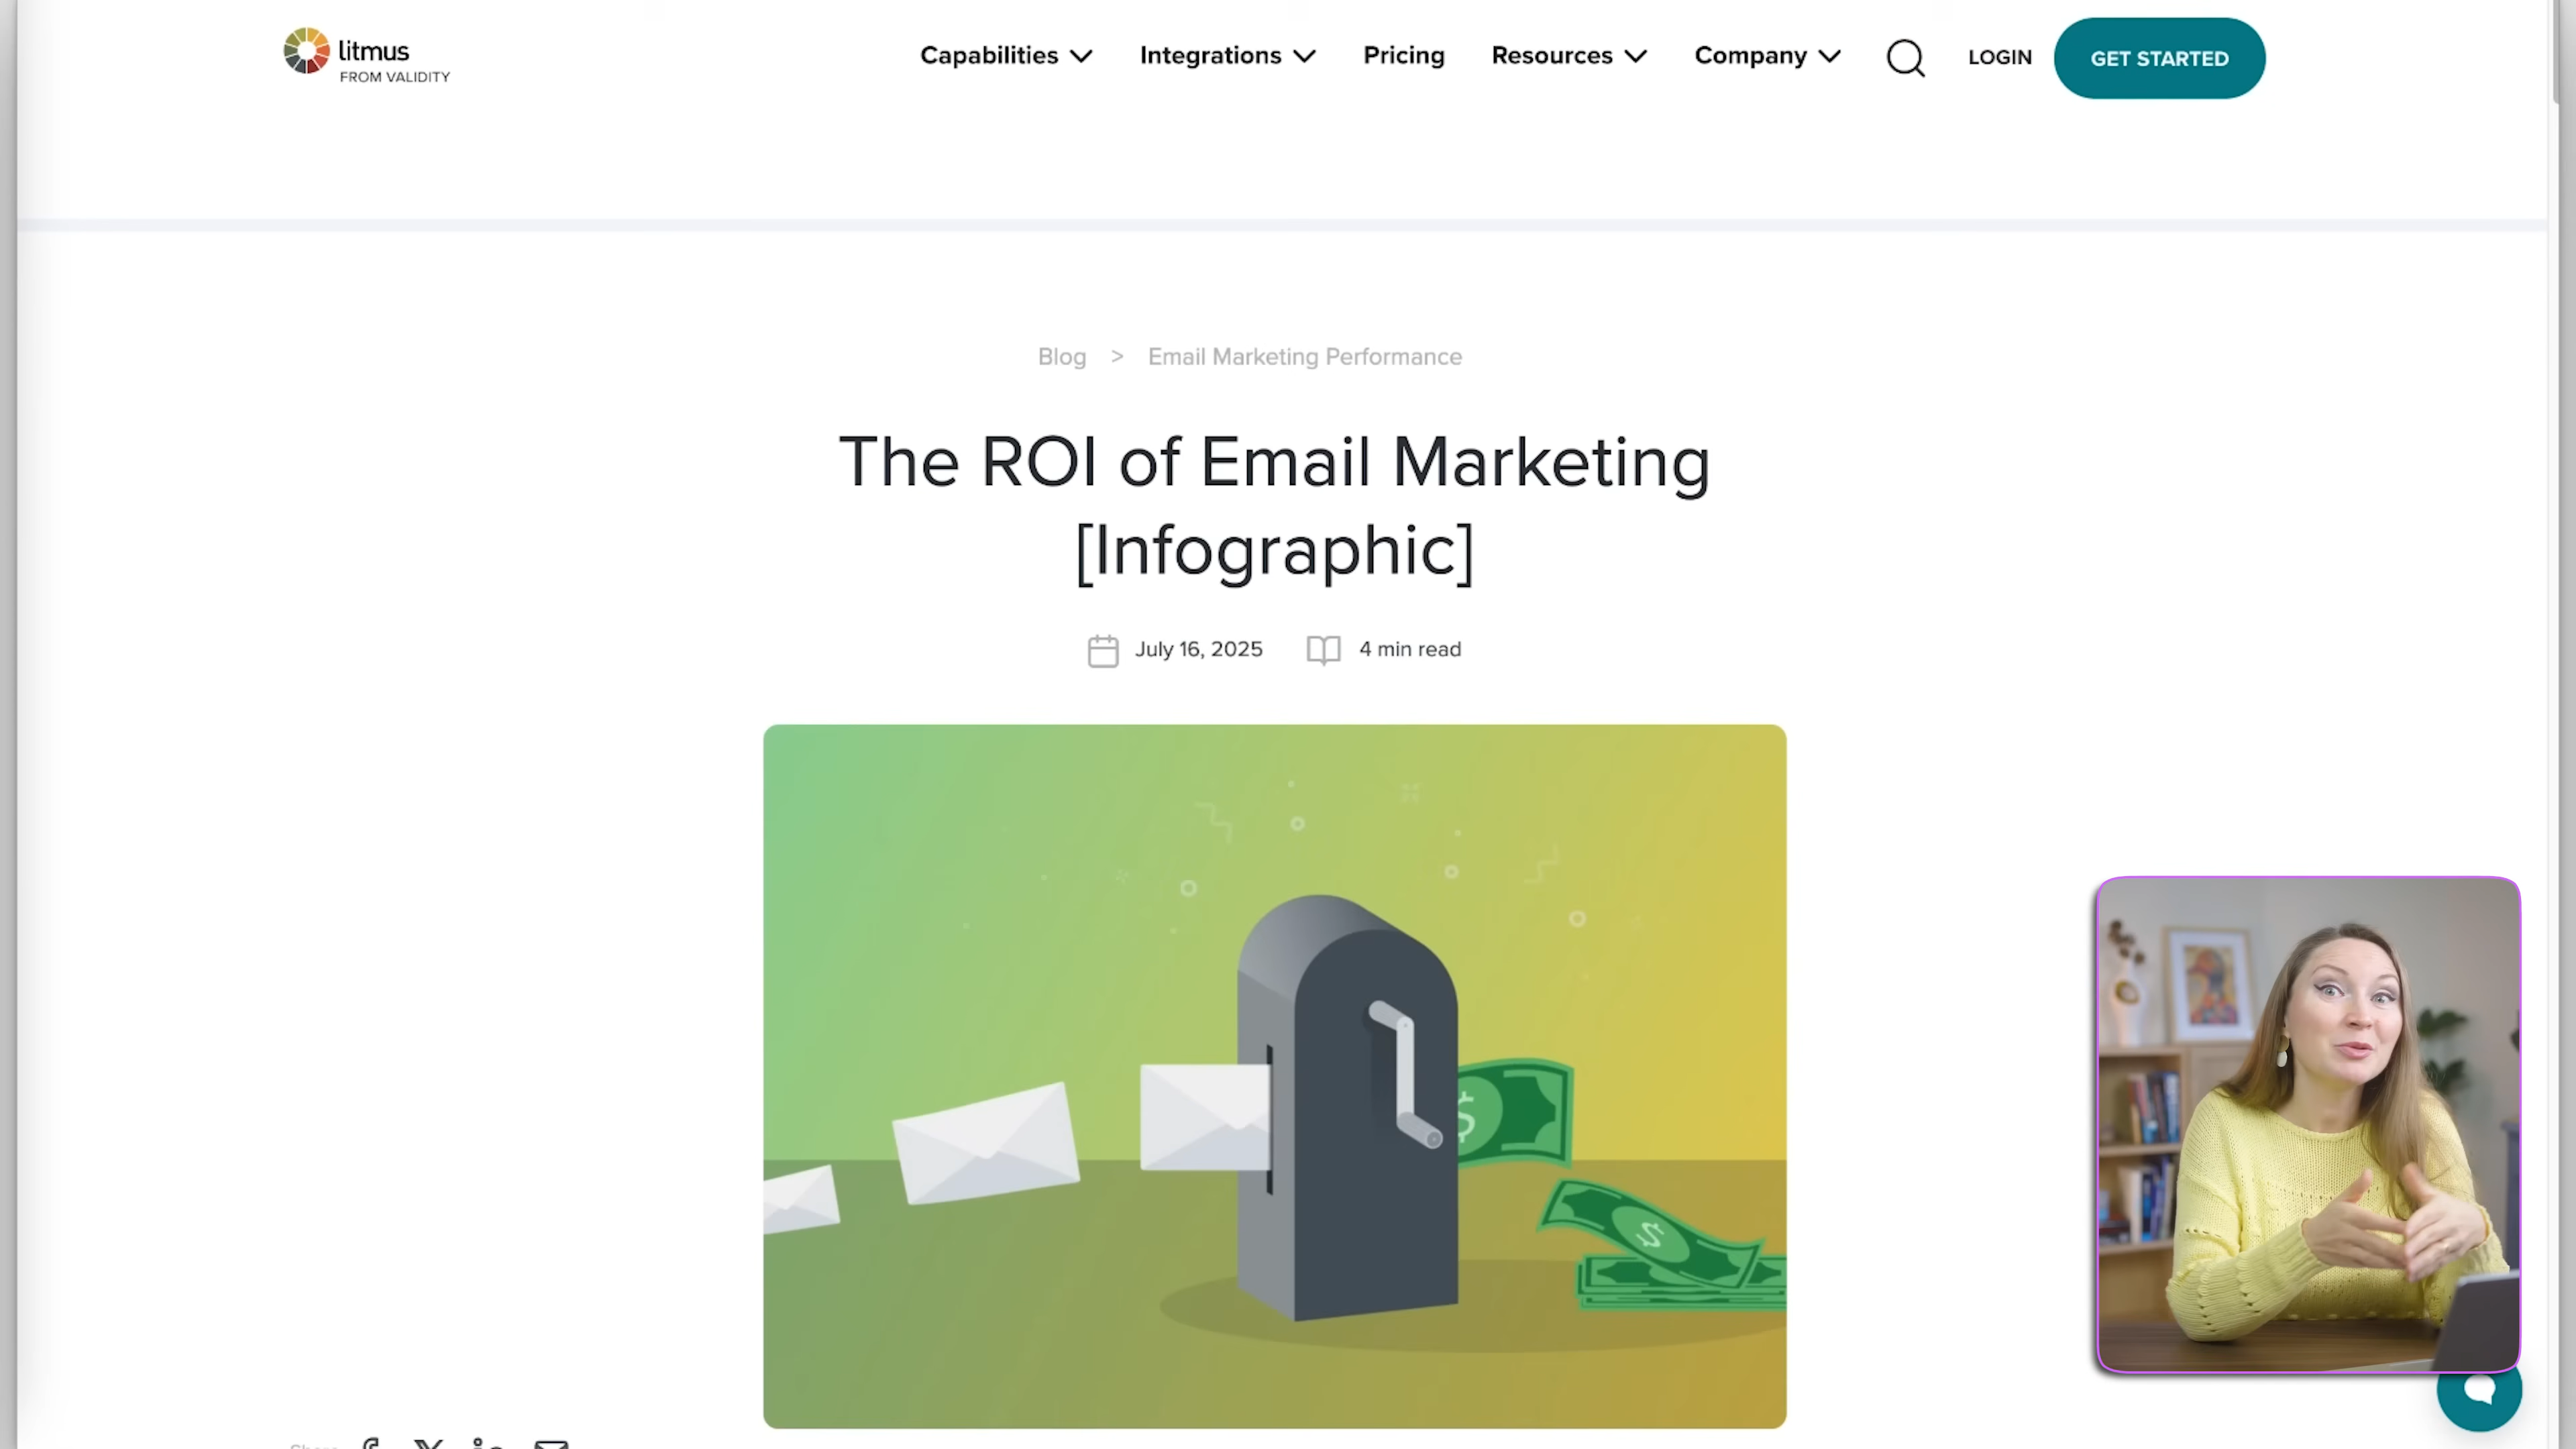 litmus
FROM VALIDITY
Capabilities
Integrations
Pricing
Resources
Company
LOGIN
GET STARTED
Blog > Email Marketing Performance
The ROI of Email Marketing
[Infographic]
July 16, 2025
4 min read